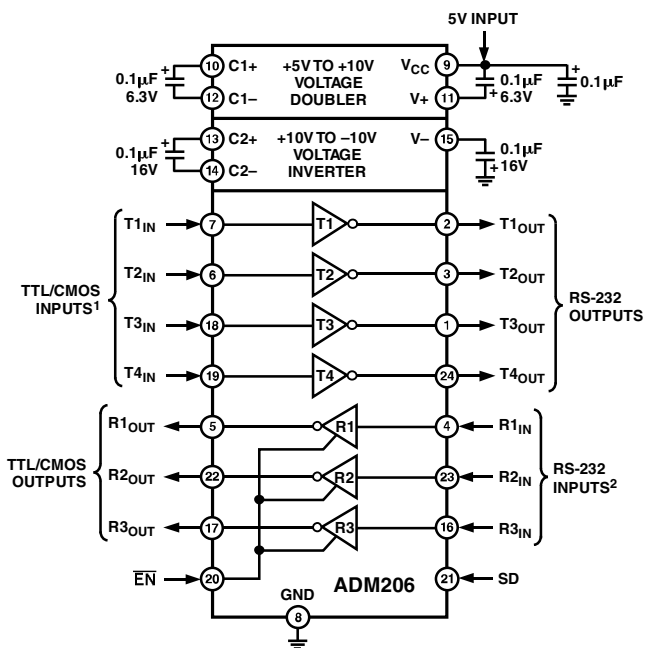 5V INPUT
0.1µF
6.3V
+
10 C1+
12 C1–
+5V TO +10V
VOLTAGE
DOUBLER
VCC 9
V+ 11
+
0.1µF
6.3V
+
0.1µF
0.1µF
16V
+
13 C2+
14 C2–
+10V TO –10V
VOLTAGE
INVERTER
V– 15
+
0.1µF
16V
TTL/CMOS
INPUTS1
T1IN 7 T1 2 T1OUT
T2IN 6 T2 3 T2OUT
T3IN 18 T3 1 T3OUT
T4IN 19 T4 24 T4OUT
RS-232
OUTPUTS
TTL/CMOS
OUTPUTS
R1OUT 5 R1 4 R1IN
R2OUT 22 R2 23 R2IN
R3OUT 17 R3 16 R3IN
RS-232
INPUTS2
EN 20 ADM206 21 SD
GND
8